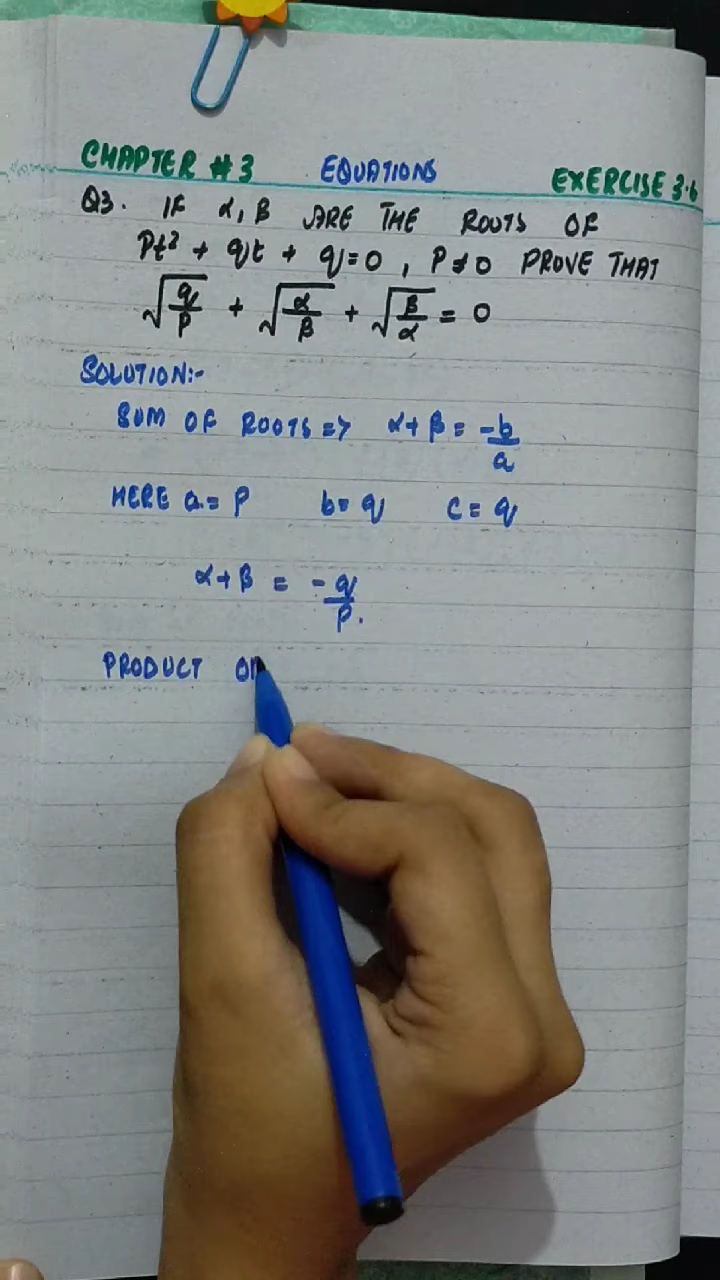 CHAPTER #3 EQUATIONS EXERCISE 3.6
Q3. IF α, β ARE THE ROOTS OF
Pt² + qt + q = 0 , P ≠ 0 PROVE THAT
√(q/P) + √(α/β) + √(β/α) = 0
SOLUTION:-
SUM OF ROOTS => α + β = -b/a
HERE a = P b = q c = q
α + β = -q/P.
PRODUCT OF